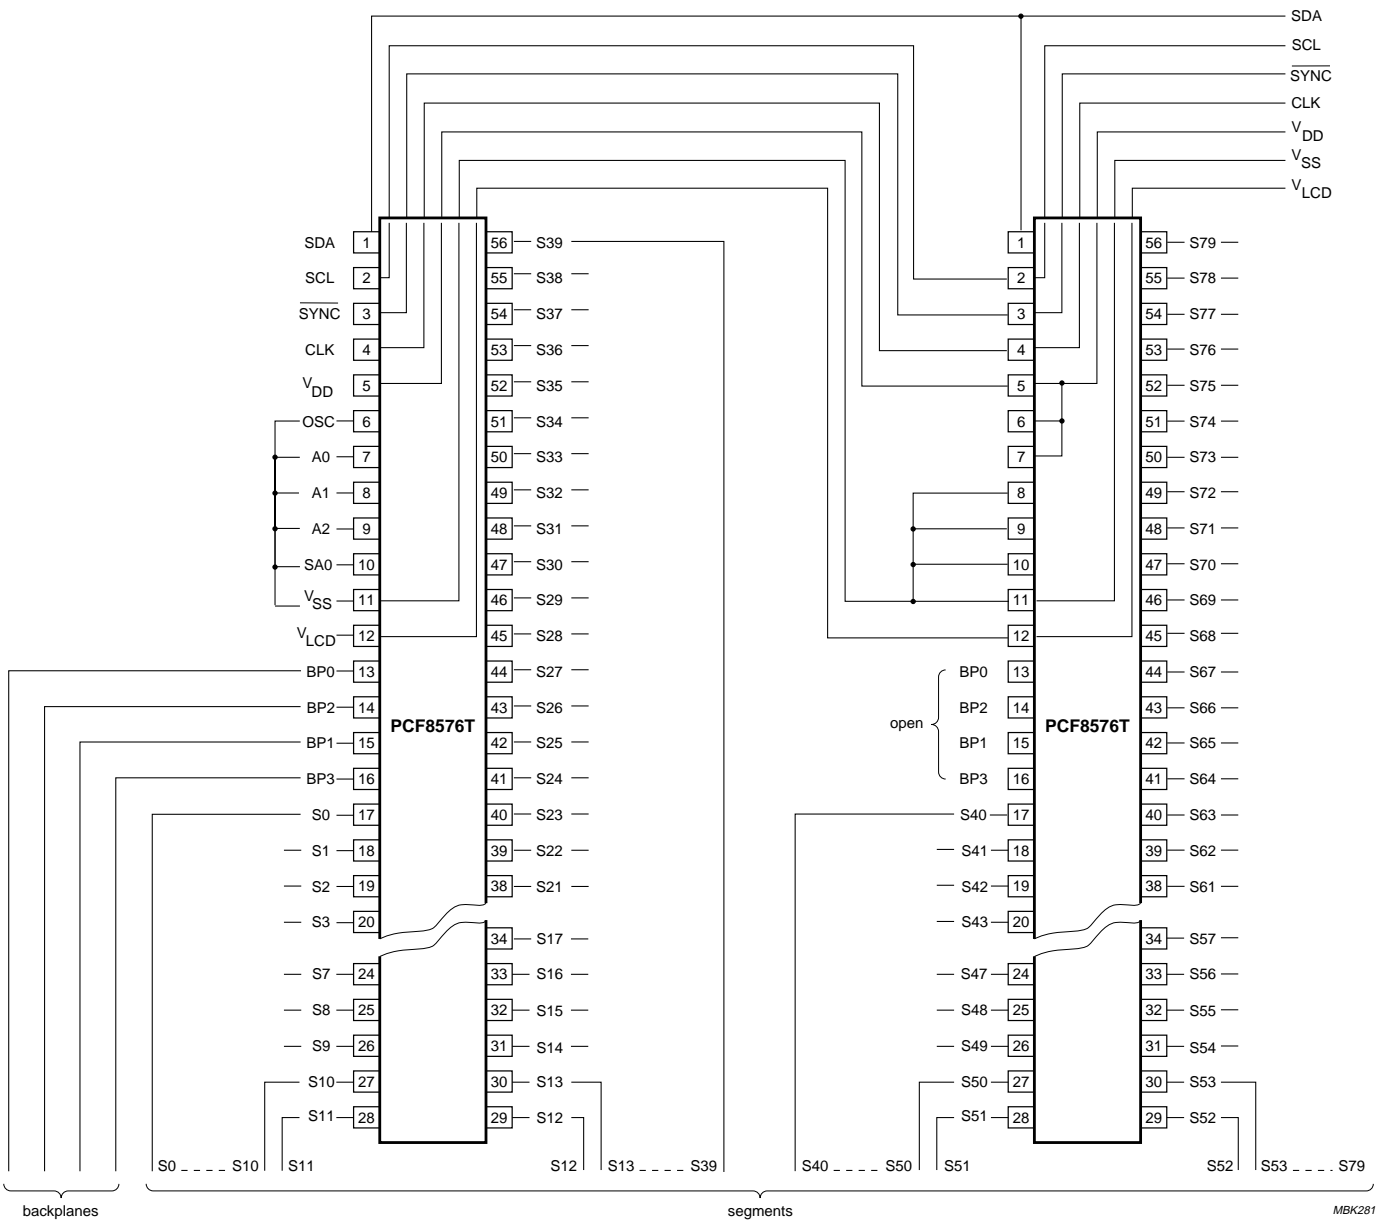 SDA
SCL
SYNC
CLK
VDD
VSS
VLCD
SDA 1 56 S39 1 56 S79
SCL 2 55 S38 2 55 S78
SYNC 3 54 S37 3 54 S77
CLK 4 53 S36 4 53 S76
VDD 5 52 S35 5 52 S75
OSC 6 51 S34 6 51 S74
A0 7 50 S33 7 50 S73
A1 8 49 S32 8 49 S72
A2 9 48 S31 9 48 S71
SA0 10 47 S30 10 47 S70
VSS 11 46 S29 11 46 S69
VLCD 12 45 S28 12 45 S68
BP0 13 44 S27 BP0 13 44 S67
BP2 14 43 S26 BP2 14 43 S66
PCF8576T open PCF8576T
BP1 15 42 S25 BP1 15 42 S65
BP3 16 41 S24 BP3 16 41 S64
S0 17 40 S23 S40 17 40 S63
S1 18 39 S22 S41 18 39 S62
S2 19 38 S21 S42 19 38 S61
S3 20 S43 20
34 S17 34 S57
S7 24 33 S16 S47 24 33 S56
S8 25 32 S15 S48 25 32 S55
S9 26 31 S14 S49 26 31 S54
S10 27 30 S13 S50 27 30 S53
S11 28 29 S12 S51 28 29 S52
S0 S10 S11 S12 S13 S39 S40 S50 S51 S52 S53 S79
backplanes segments MBK281